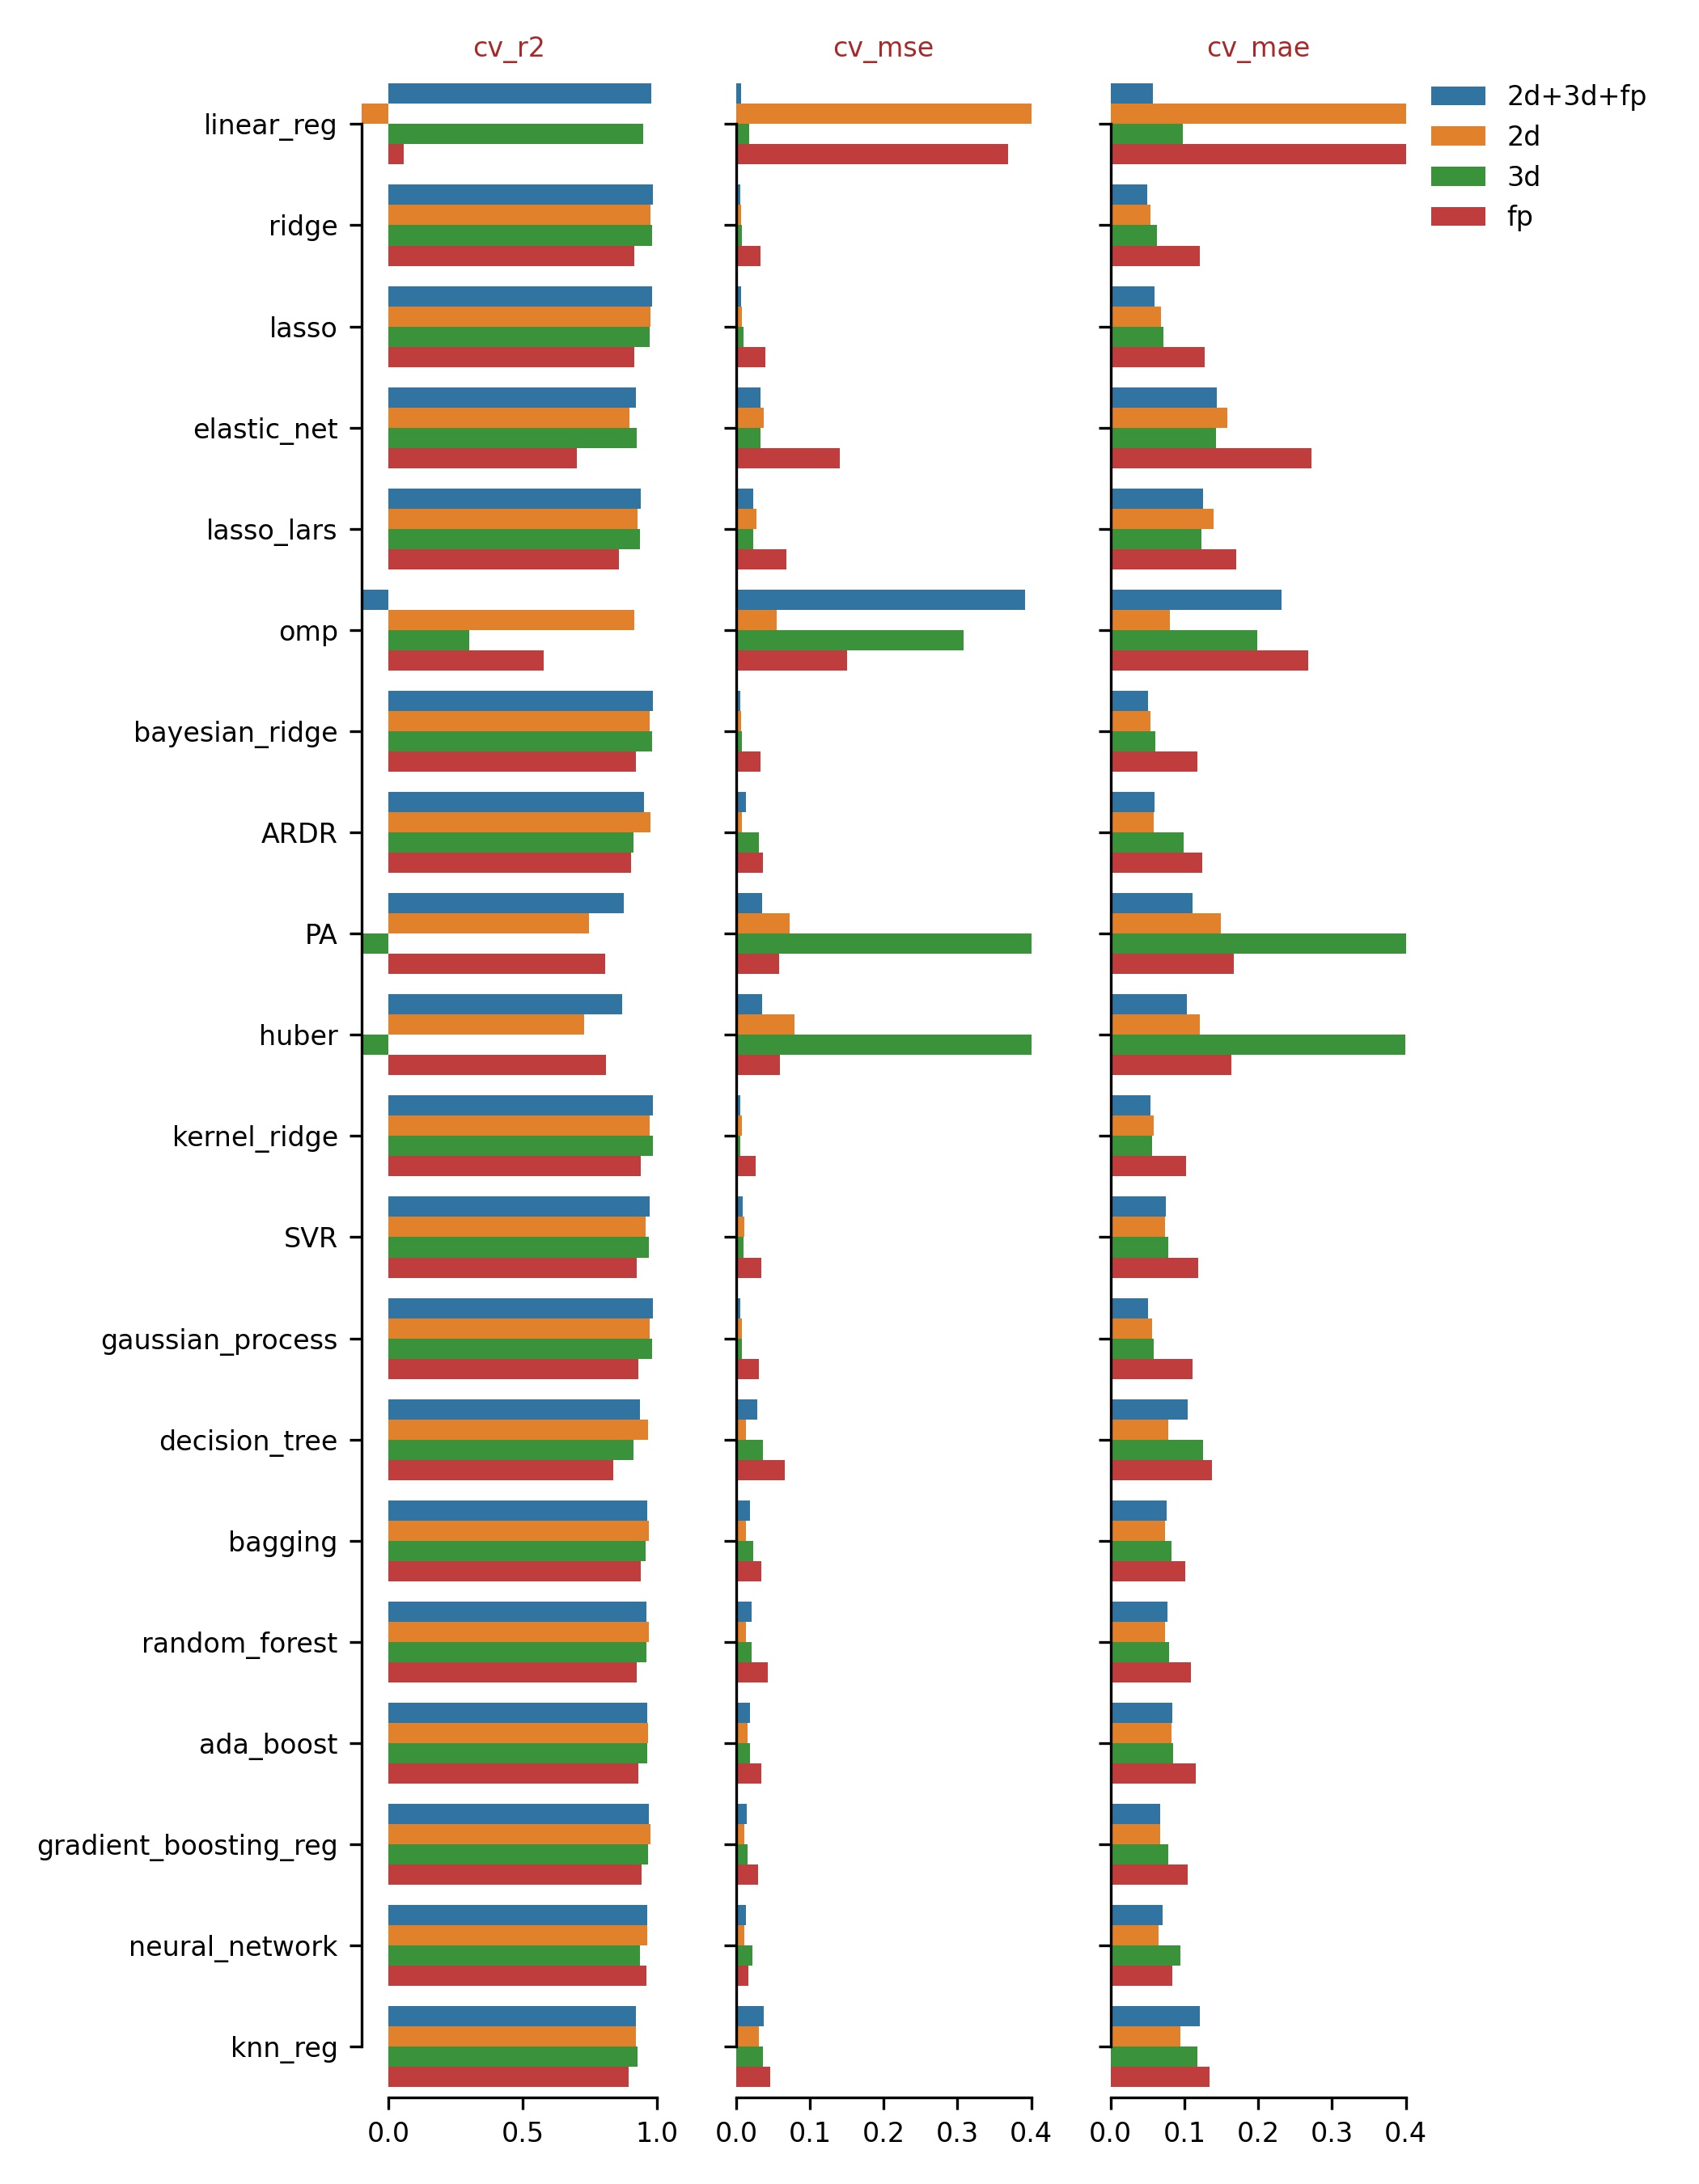 cv_r2 cv_mse cv_mae
2d+3d+fp
2d
3d
fp
linear_reg
ridge
lasso
elastic_net
lasso_lars
omp
bayesian_ridge
ARDR
PA
huber
kernel_ridge
SVR
gaussian_process
decision_tree
bagging
random_forest
ada_boost
gradient_boosting_reg
neural_network
knn_reg
0.0 0.5 1.0 0.0 0.1 0.2 0.3 0.4 0.0 0.1 0.2 0.3 0.4